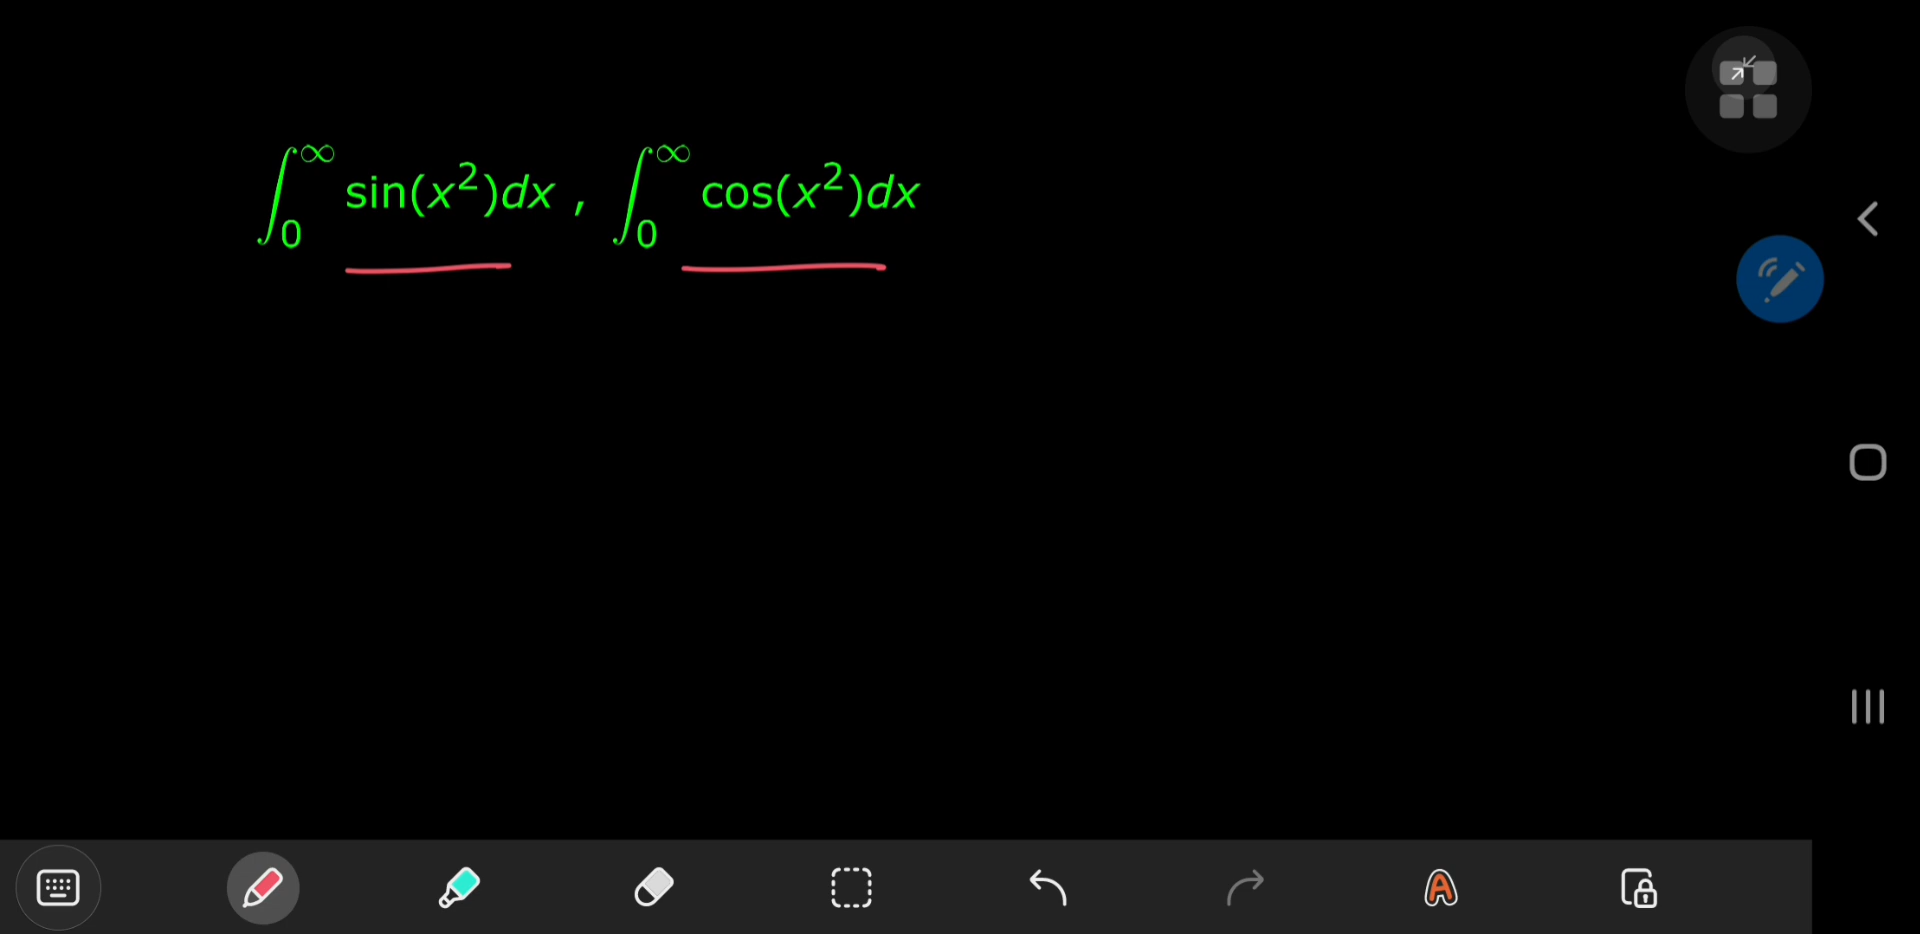 ∫₀^∞ sin(x²)dx , ∫₀^∞ cos(x²)dx
A